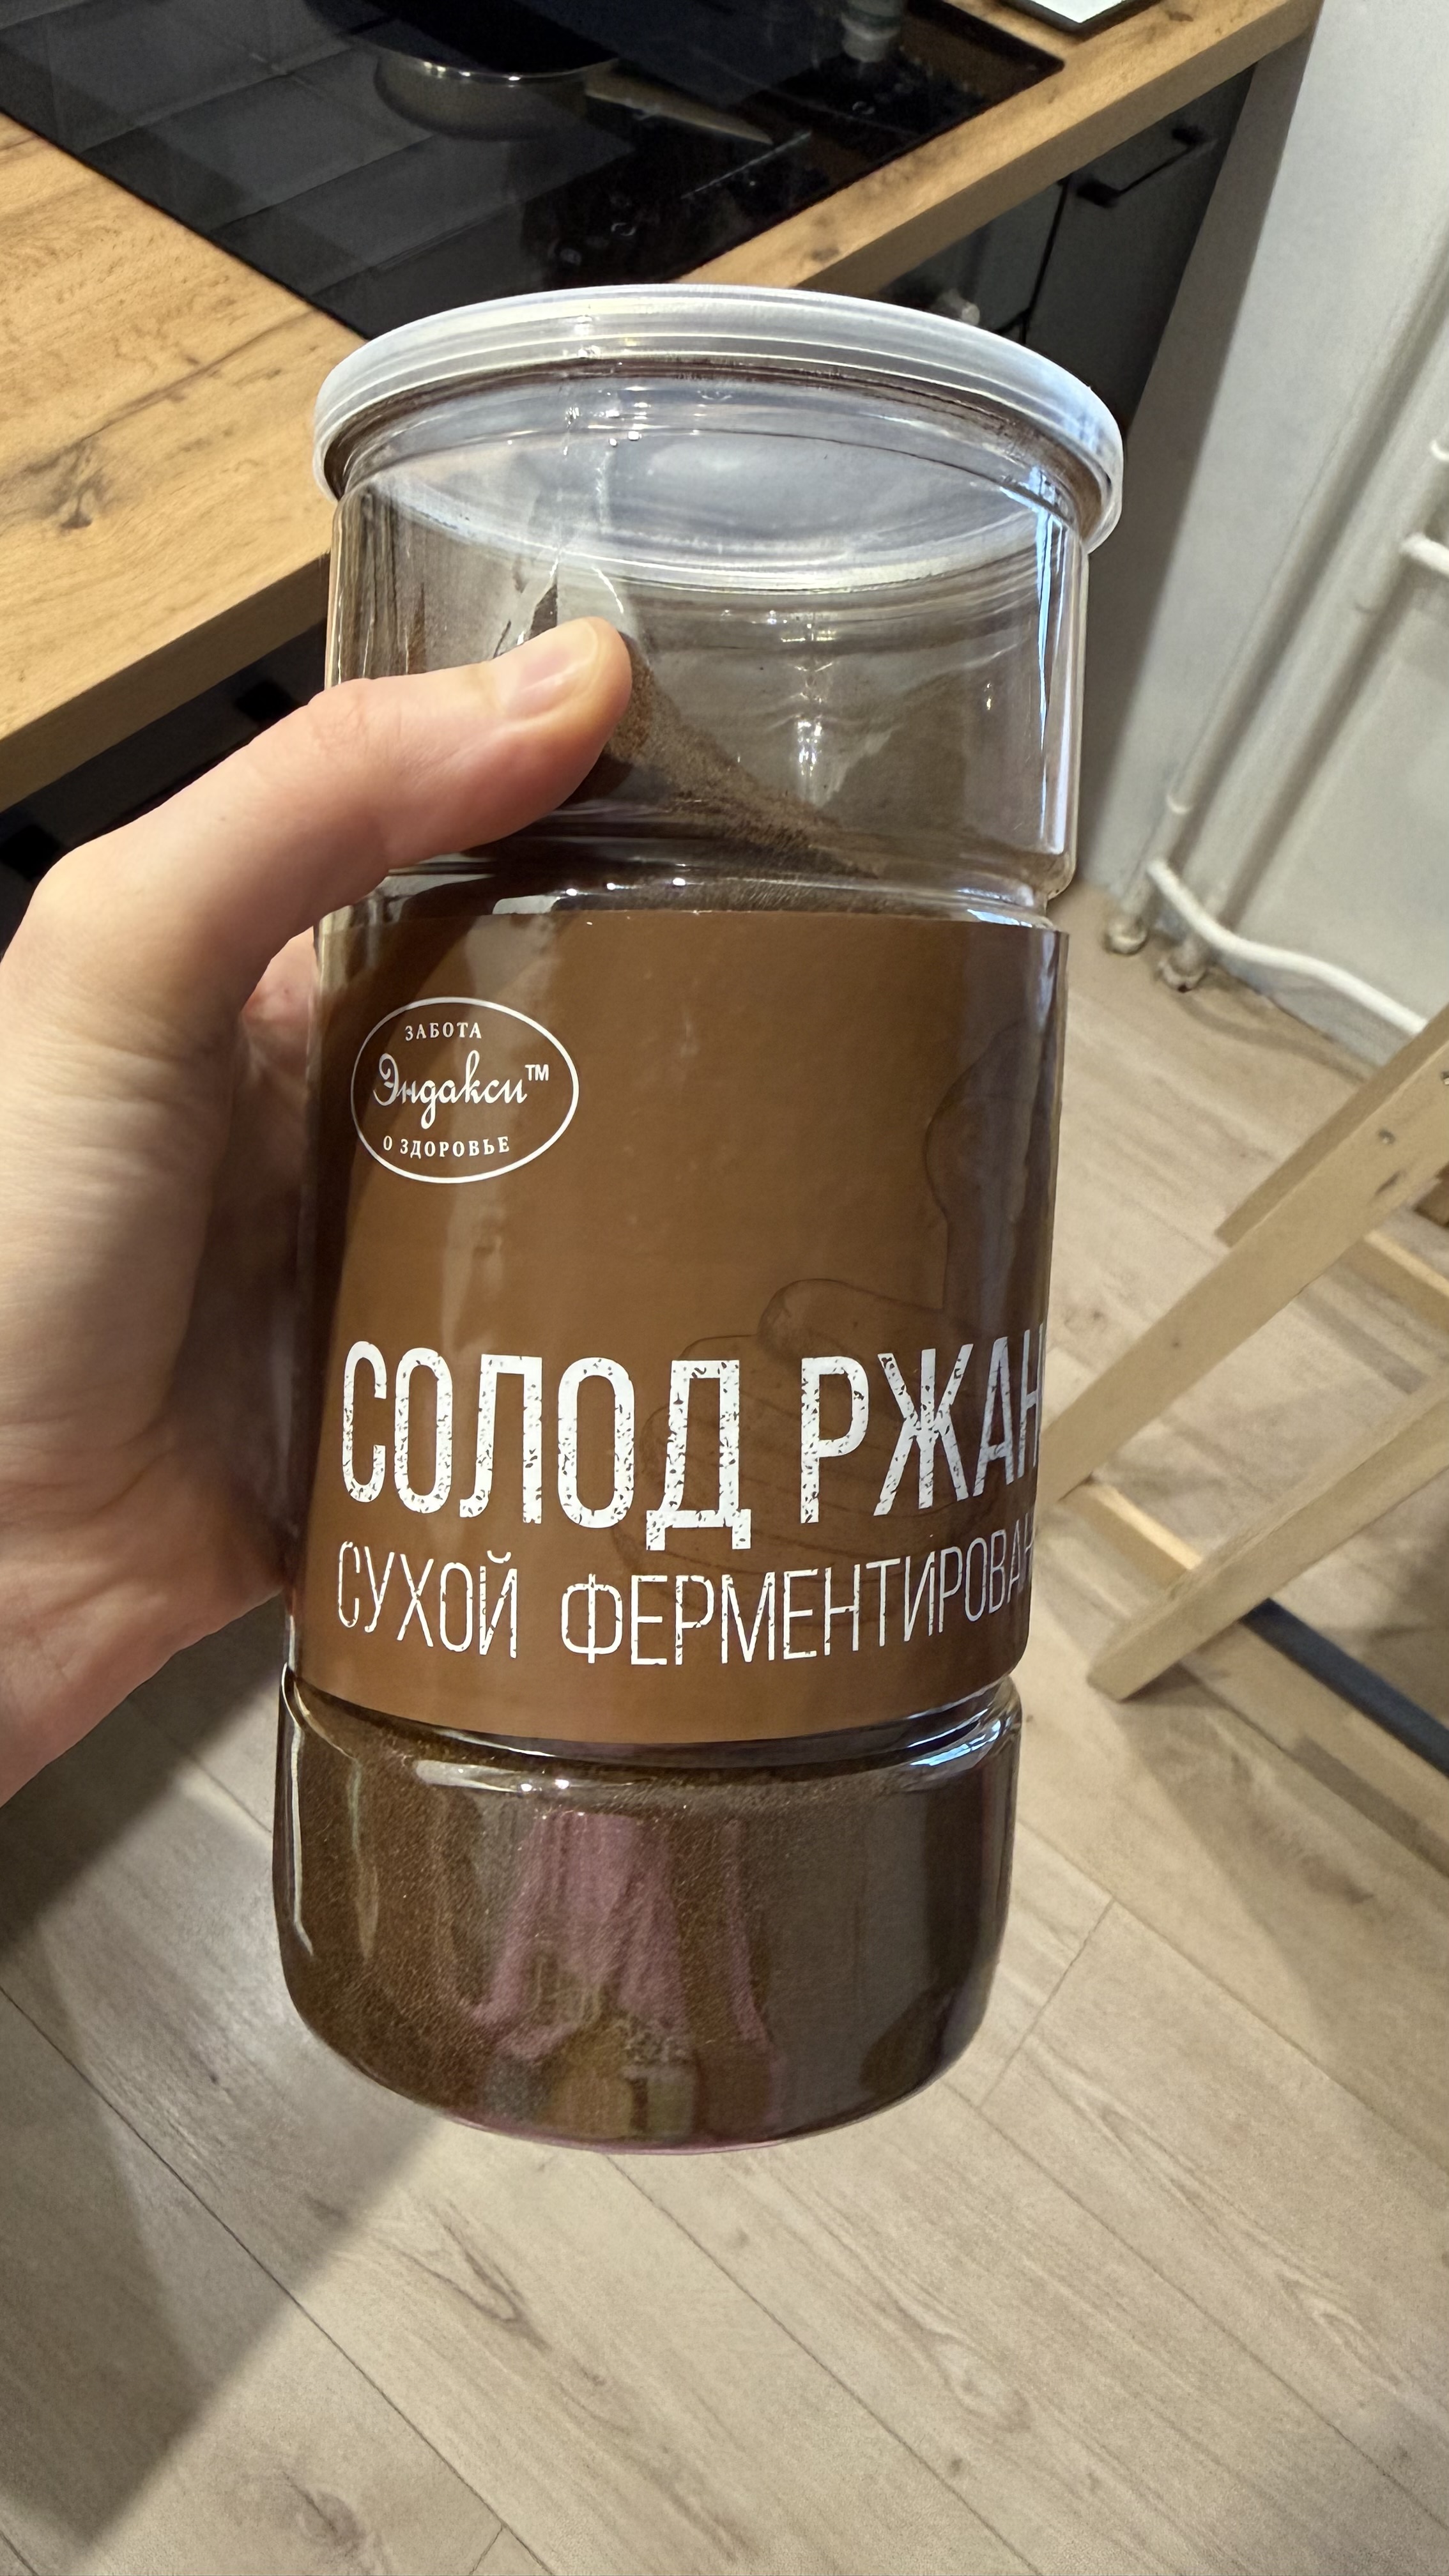 ЗАБОТА
Эндакси™
О ЗДОРОВЬЕ
СОЛОД РЖАН
СУХОЙ ФЕРМЕНТИРОВАН